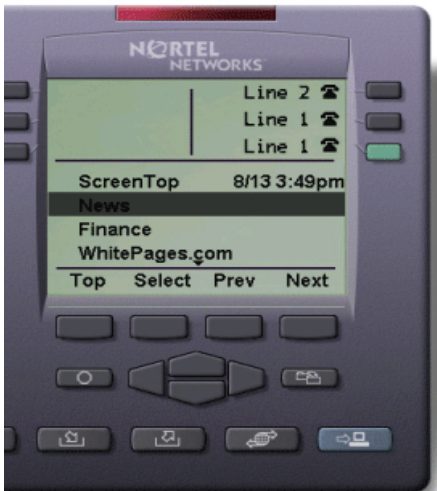 NORTEL
NETWORKS
Line 2
Line 1
Line 1
ScreenTop 8/13 3:49pm
News
Finance
WhitePages.com
Top Select Prev Next